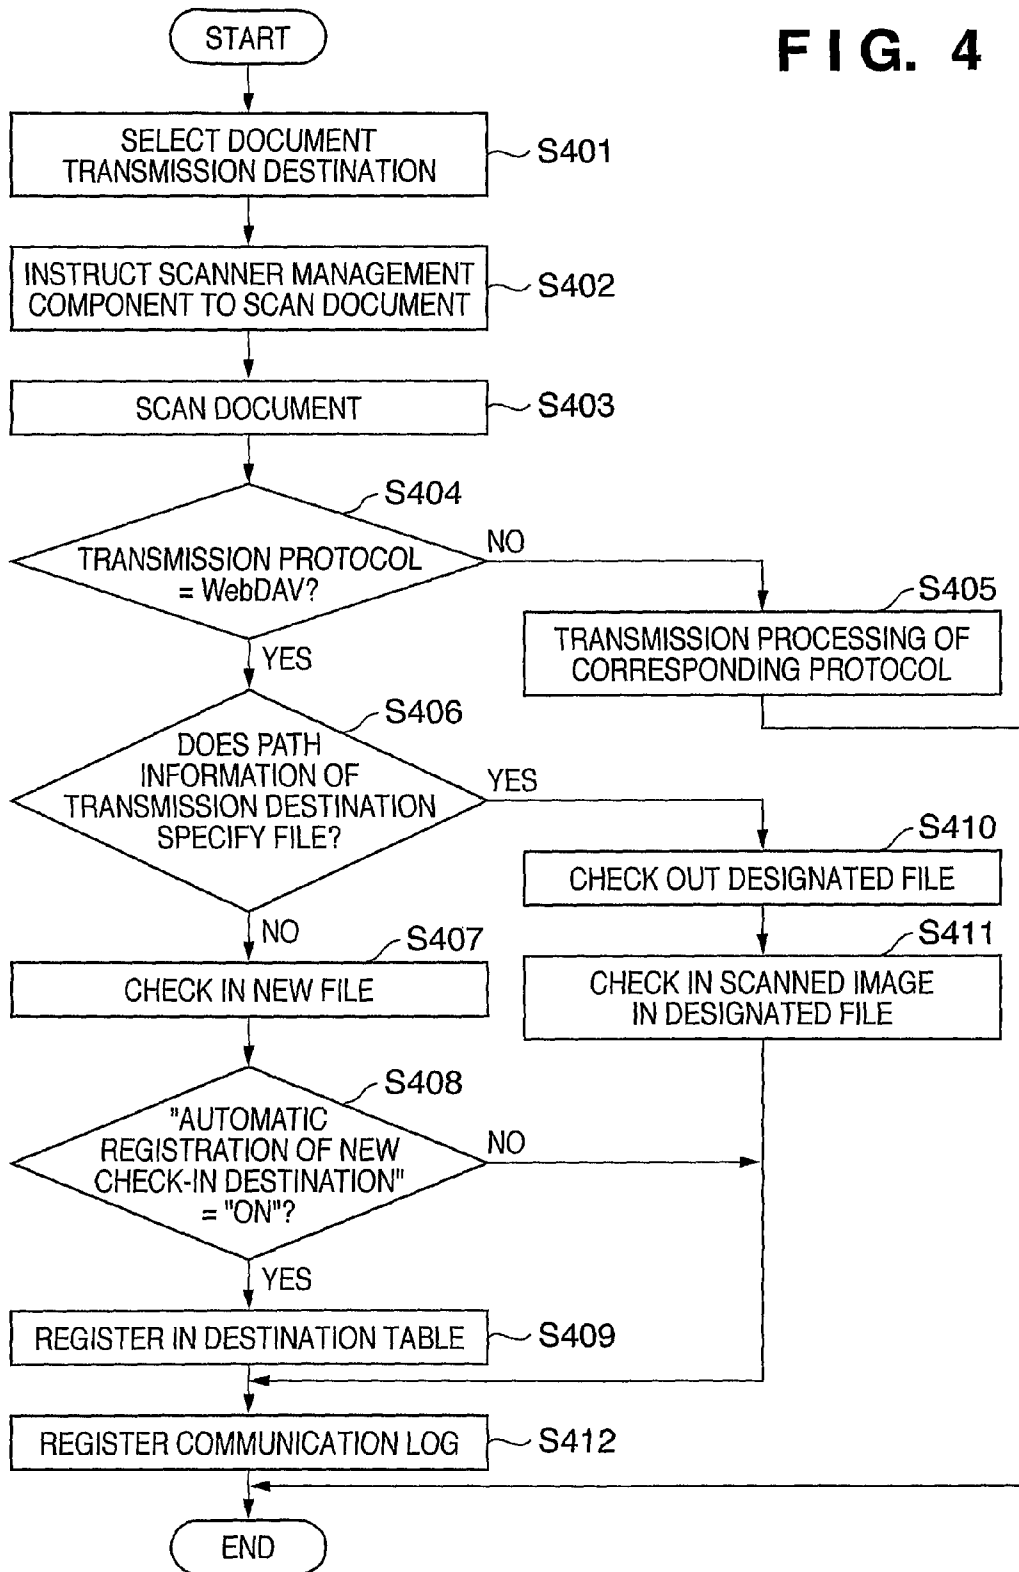 START
FIG. 4
SELECT DOCUMENT
TRANSMISSION DESTINATION
S401
INSTRUCT SCANNER MANAGEMENT
COMPONENT TO SCAN DOCUMENT
S402
SCAN DOCUMENT
S403
S404
TRANSMISSION PROTOCOL
= WebDAV?
NO
YES
S405
TRANSMISSION PROCESSING OF
CORRESPONDING PROTOCOL
S406
DOES PATH
INFORMATION OF
TRANSMISSION DESTINATION
SPECIFY FILE?
YES
NO
S410
CHECK OUT DESIGNATED FILE
S407
CHECK IN NEW FILE
S411
CHECK IN SCANNED IMAGE
IN DESIGNATED FILE
S408
"AUTOMATIC
REGISTRATION OF NEW
CHECK-IN DESTINATION"
= "ON"?
NO
YES
REGISTER IN DESTINATION TABLE
S409
REGISTER COMMUNICATION LOG
S412
END